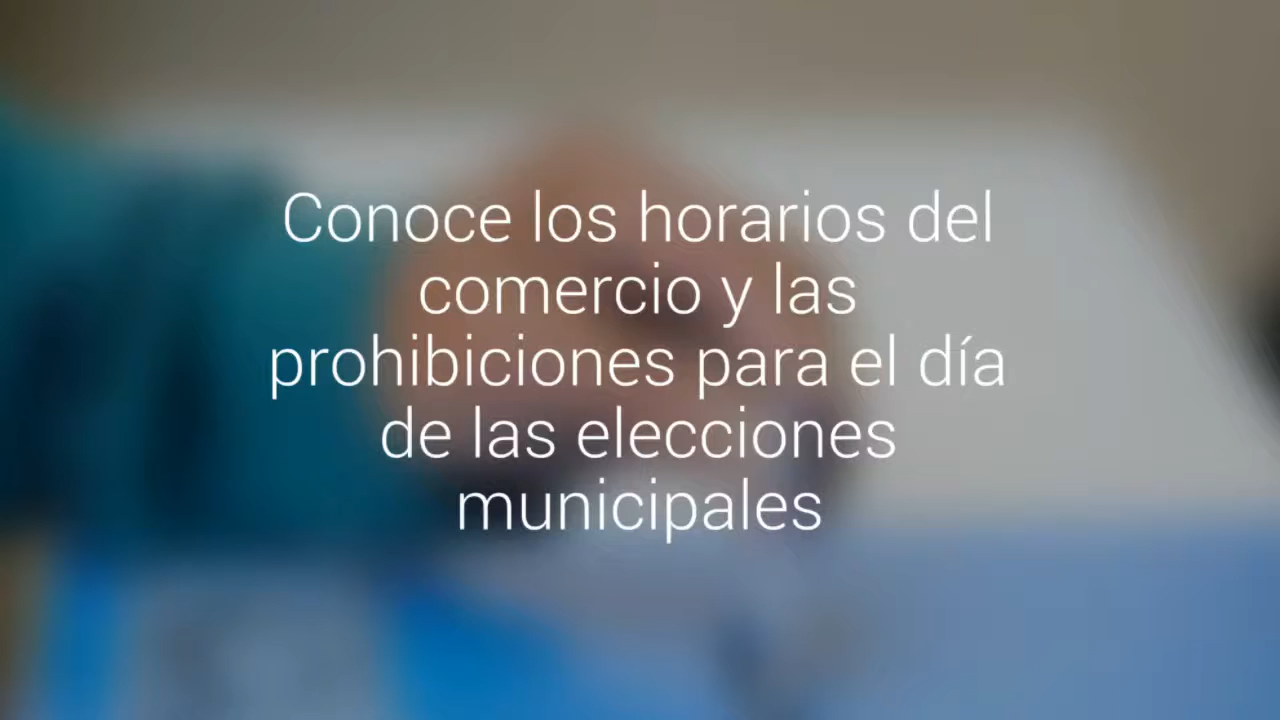 Conoce los horarios del
comercio y las
prohibiciones para el día
de las elecciones
municipales